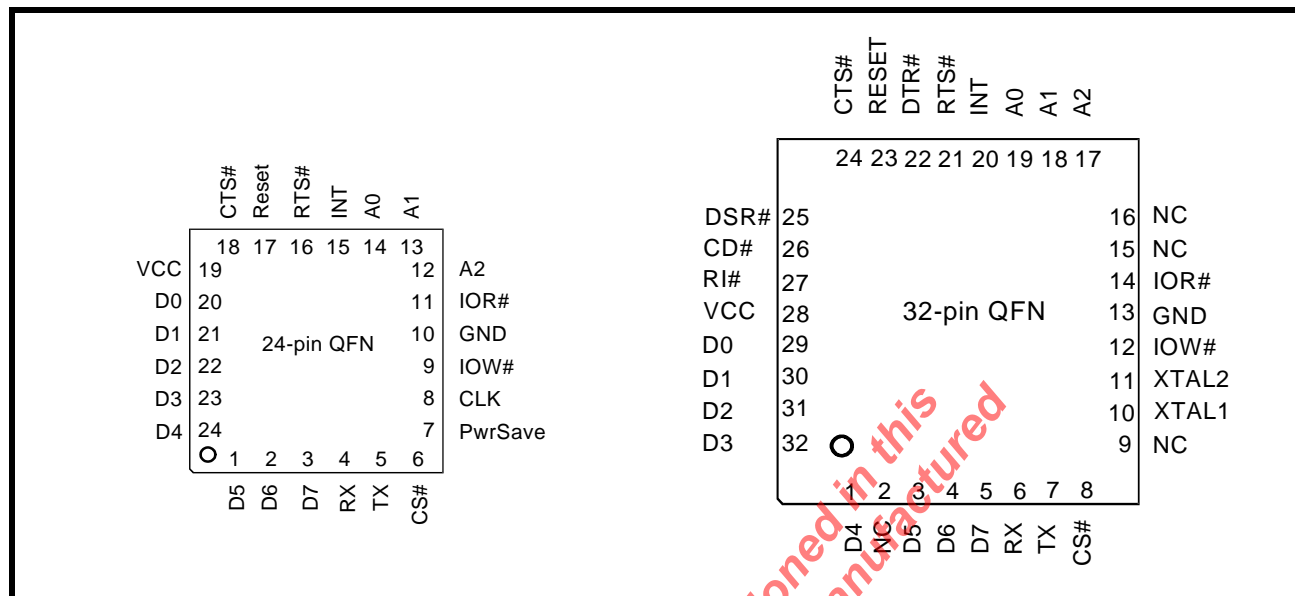 CTS# Reset RTS# INT A0 A1
18 17 16 15 14 13
VCC 19 12 A2
D0 20 11 IOR#
D1 21 10 GND
24-pin QFN
D2 22 9 IOW#
D3 23 8 CLK
D4 24 7 PwrSave
1 2 3 4 5 6
D5 D6 D7 RX TX CS#
CTS# RESET DTR# RTS# INT A0 A1 A2
24 23 22 21 20 19 18 17
DSR# 25 16 NC
CD# 26 15 NC
RI# 27 14 IOR#
VCC 28 32-pin QFN 13 GND
D0 29 12 IOW#
D1 30 11 XTAL2
D2 31 10 XTAL1
D3 32 9 NC
1 2 3 4 5 6 7 8
D4 NC D5 D6 D7 RX TX CS#
in this